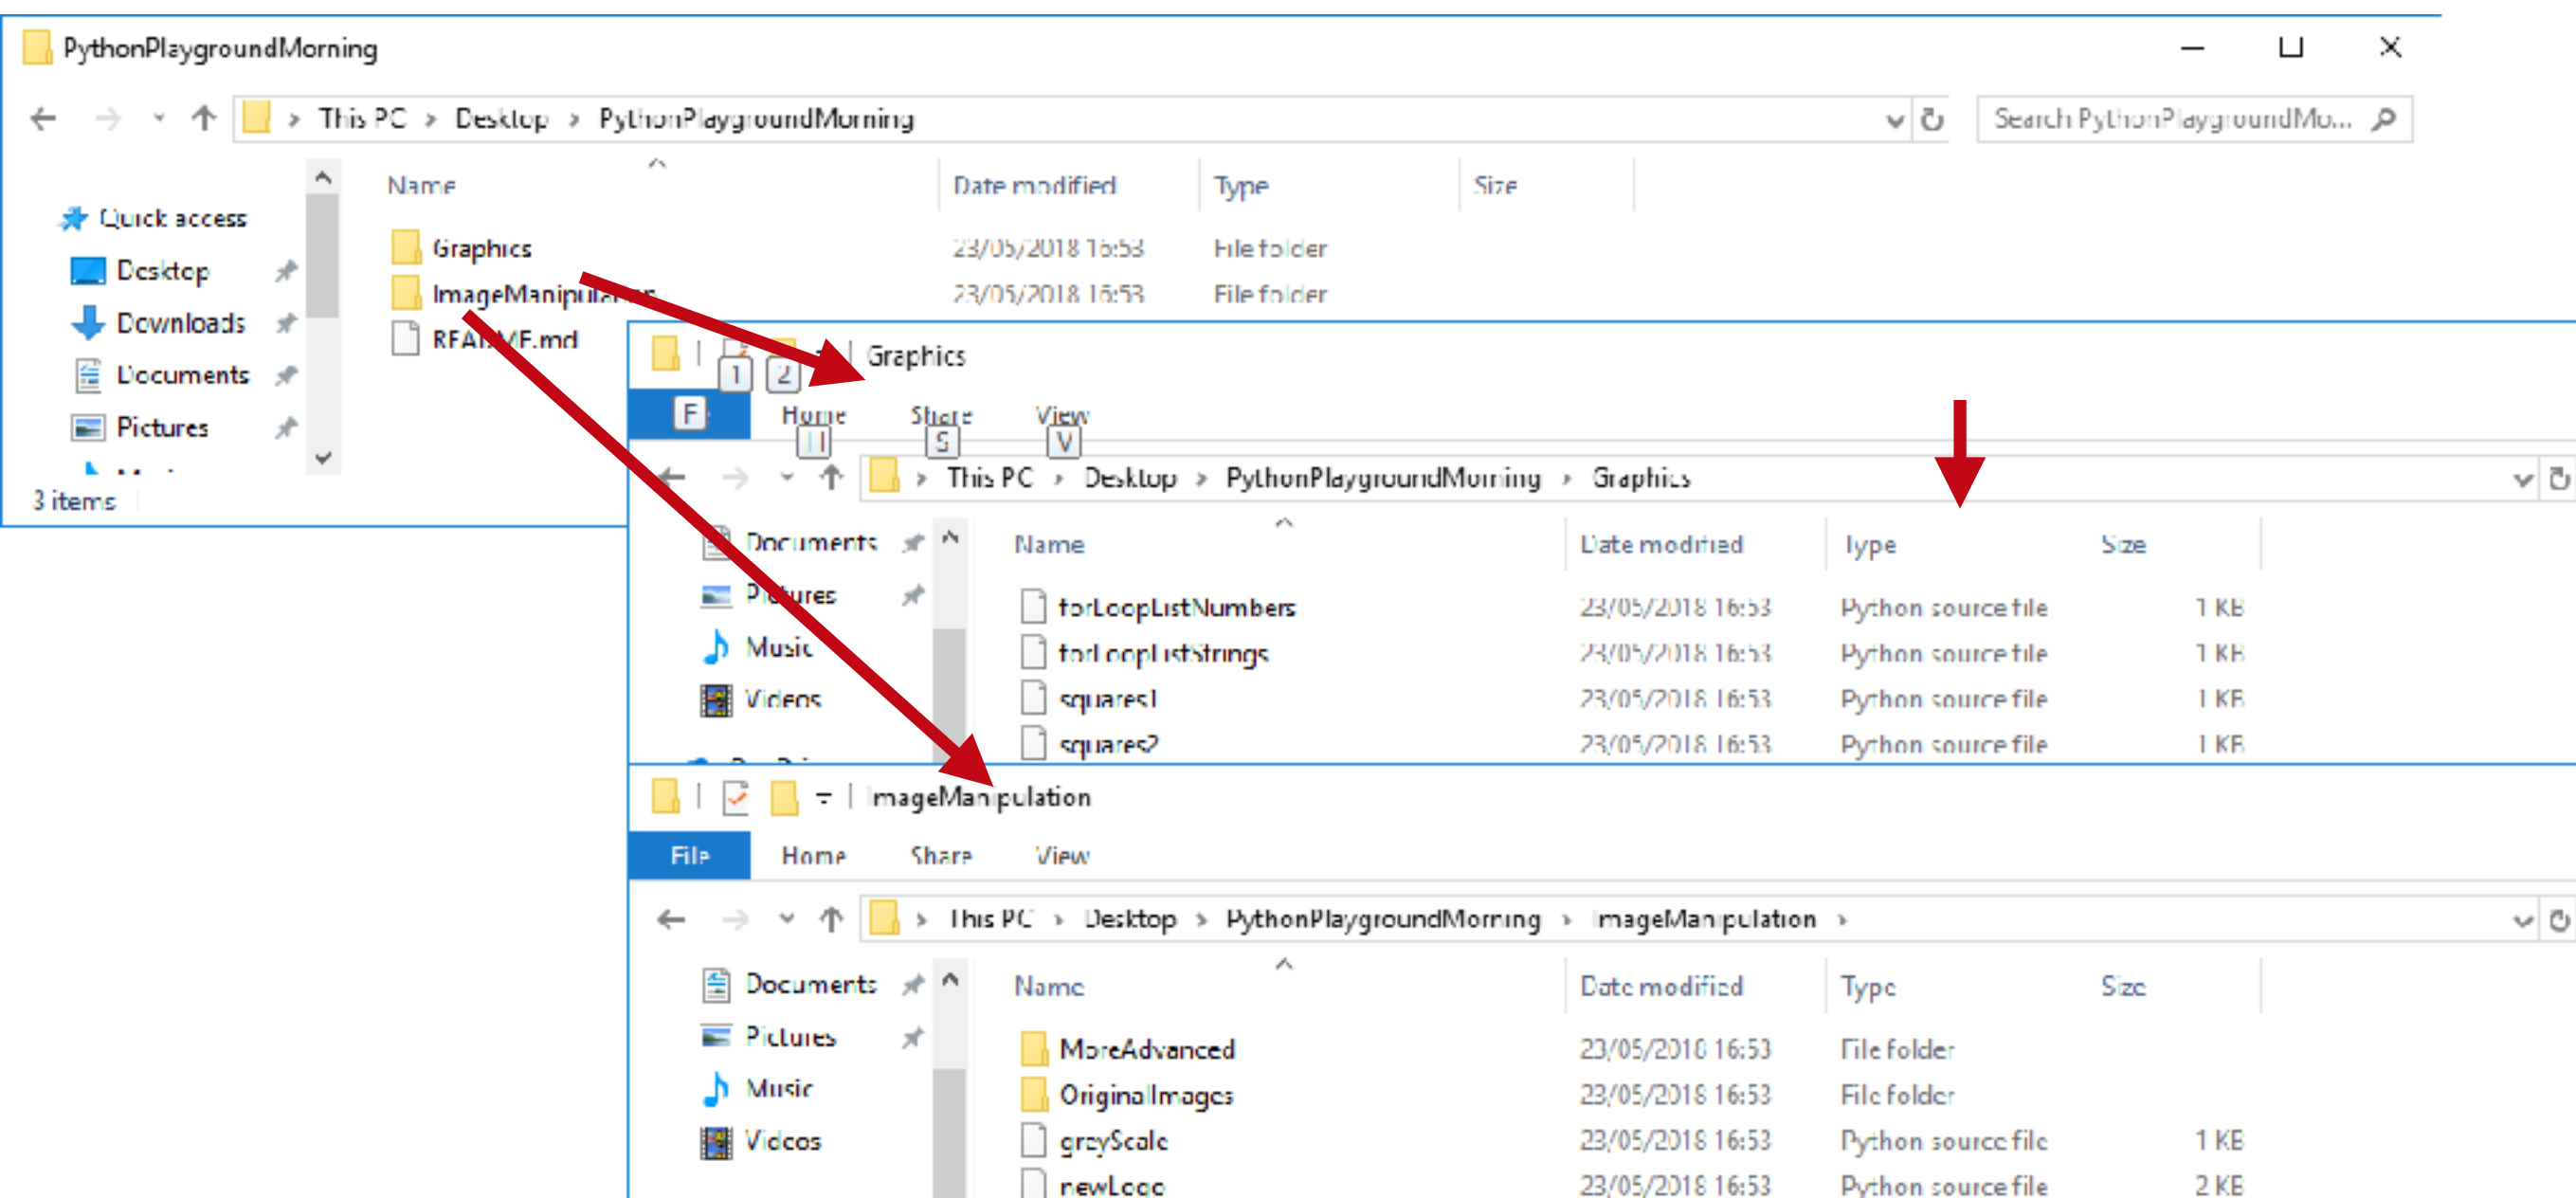 PythonPlaygroundMorning
This PC > Desktop > PythonPlaygroundMorning
Search PythonPlaygroundMo...
Name Date modified Type Size
Quick access
Desktop
Downloads
Documents
Pictures
Graphics 23/05/2018 16:53 File folder
ImageManipulation 23/05/2018 16:53 File folder
README.md
3 items
1 2 Graphics
F Home Share View
H S V
This PC > Desktop > PythonPlaygroundMorning > Graphics
Documents
Pictures
Music
Videos
Name Date modified Type Size
forLoopListNumbers 23/05/2018 16:53 Python source file 1 KB
forLoopListStrings 23/05/2018 16:53 Python source file 1 KB
squares1 23/05/2018 16:53 Python source file 1 KB
squares2 23/05/2018 16:53 Python source file 1 KB
ImageManipulation
File Home Share View
This PC > Desktop > PythonPlaygroundMorning > ImageManipulation >
Documents
Pictures
Music
Videos
Name Date modified Type Size
MoreAdvanced 23/05/2018 16:53 File folder
OriginalImages 23/05/2018 16:53 File folder
greyScale 23/05/2018 16:53 Python source file 1 KB
newLogo 23/05/2018 16:53 Python source file 2 KB